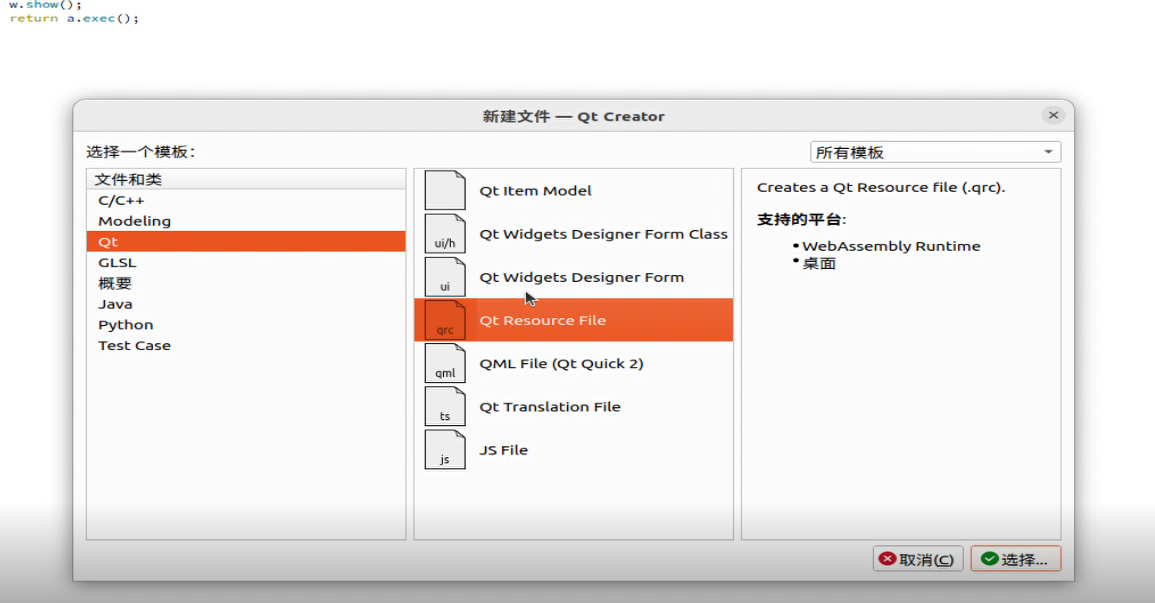 w.show();
return a.exec();
新建文件 — Qt Creator
选择一个模板：
所有模板
文件和类
C/C++
Modeling
Qt
GLSL
概要
Java
Python
Test Case
Qt Item Model
ui/h
Qt Widgets Designer Form Class
ui
Qt Widgets Designer Form
qrc
Qt Resource File
qml
QML File (Qt Quick 2)
ts
Qt Translation File
js
JS File
Creates a Qt Resource file (.qrc).
支持的平台:
•WebAssembly Runtime
•桌面
取消(C)
选择...